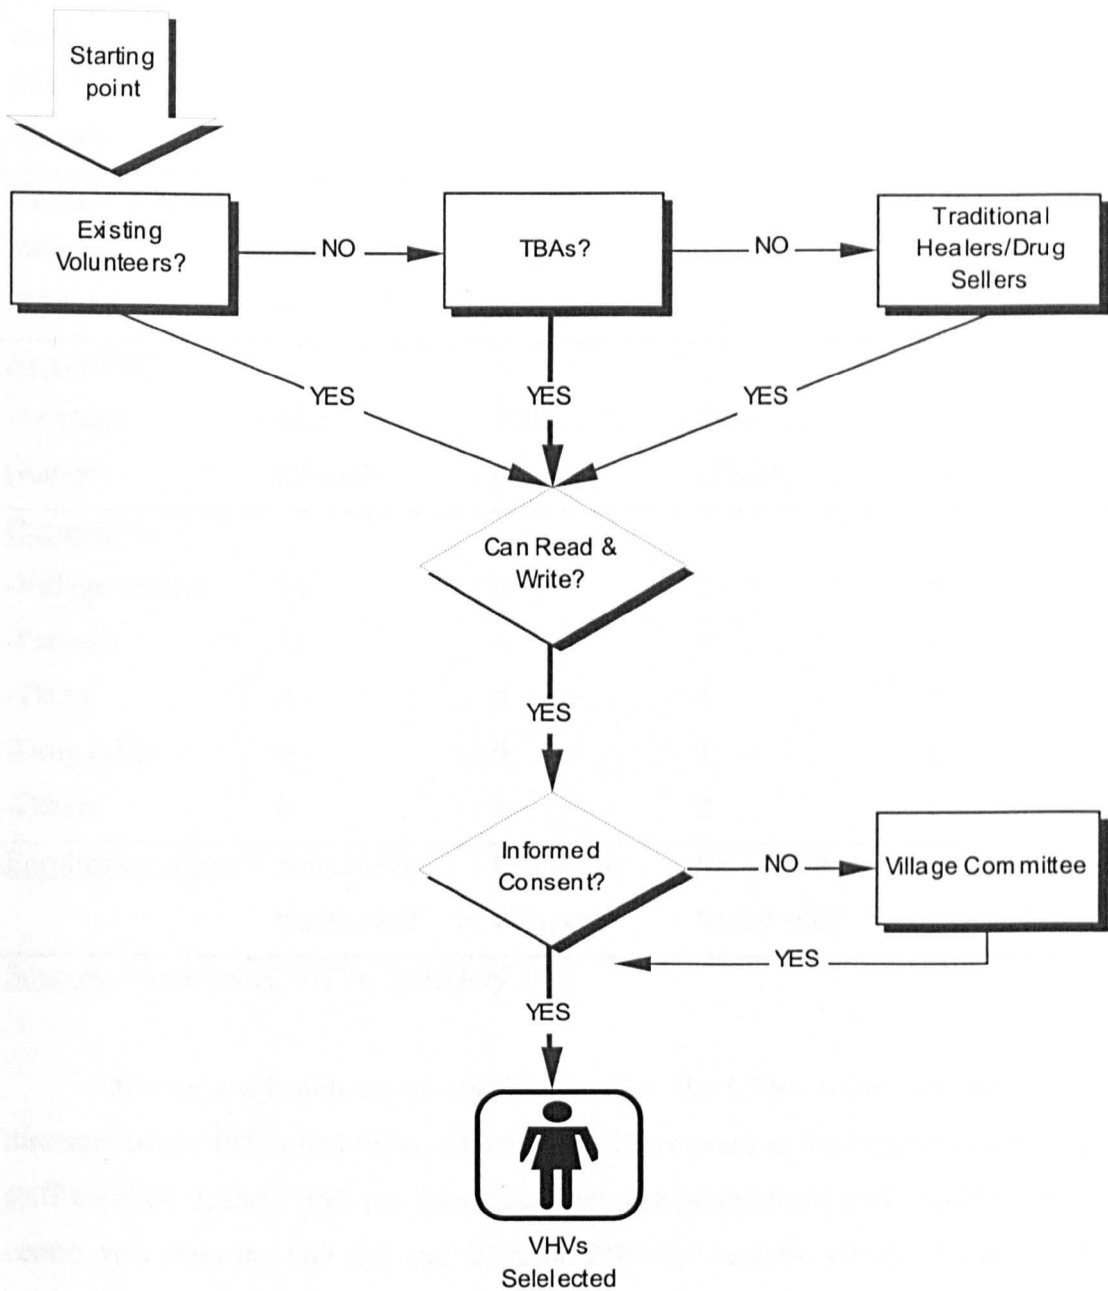 Starting
point
Existing
Volunteers?
NO
TBAs?
NO
Traditional
Healers/Drug
Sellers
YES
YES
YES
Can Read &
Write?
YES
Informed
Consent?
NO
Village Committee
YES
YES
VHVs
Selelected